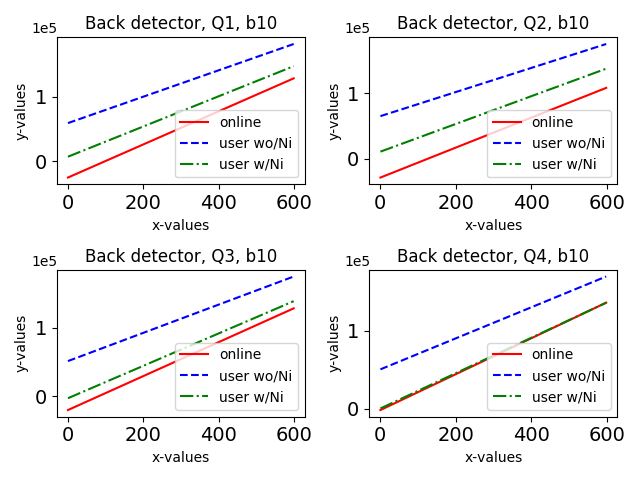 Back detector, Q1, b10
1e5
y-values
1
0
online
user wo/Ni
user w/Ni
0 200 400 600
x-values
Back detector, Q2, b10
1e5
y-values
1
0
online
user wo/Ni
user w/Ni
0 200 400 600
x-values
Back detector, Q3, b10
1e5
y-values
1
0
online
user wo/Ni
user w/Ni
0 200 400 600
x-values
Back detector, Q4, b10
1e5
y-values
1
0
online
user wo/Ni
user w/Ni
0 200 400 600
x-values